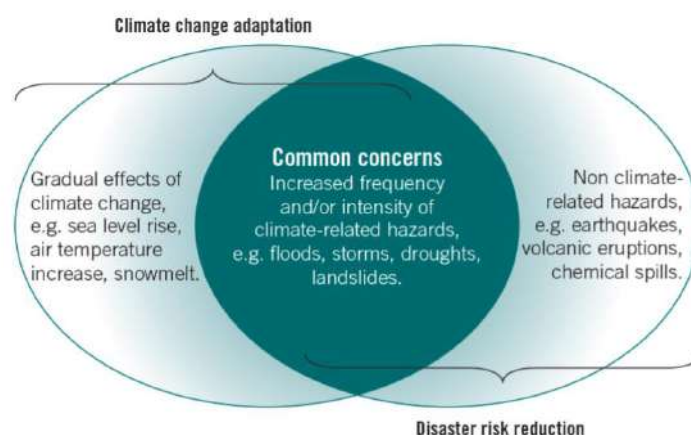 Climate change adaptation
Gradual effects of
climate change,
e.g. sea level rise,
air temperature
increase, snowmelt.
Common concerns
Increased frequency
and/or intensity of
climate-related hazards,
e.g. floods, storms, droughts,
landslides.
Non climate-
related hazards,
e.g. earthquakes,
volcanic eruptions,
chemical spills.
Disaster risk reduction